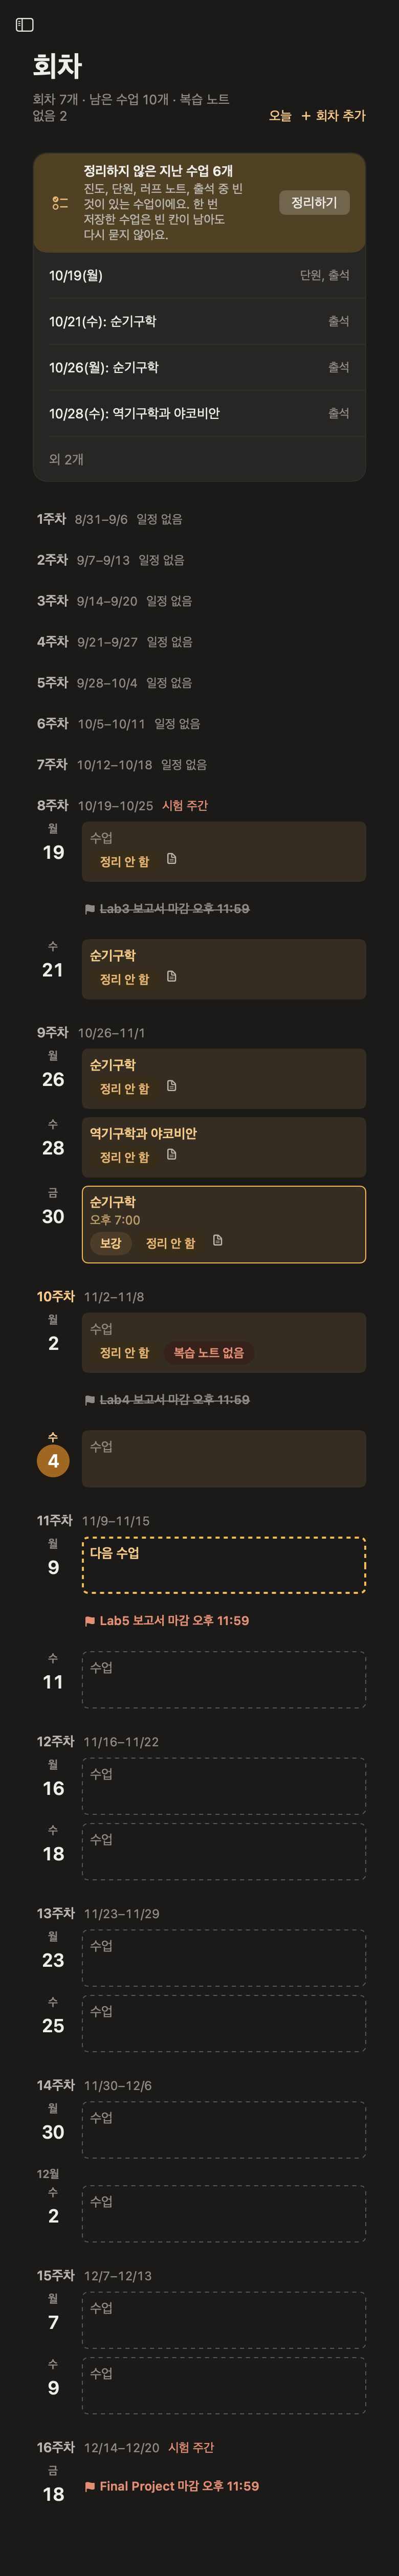 회차
회차 7개 · 남은 수업 10개 · 복습 노트
없음 2
오늘 + 회차 추가
정리하지 않은 지난 수업 6개
진도, 단원, 러프 노트, 출석 중 빈
것이 있는 수업이에요. 한 번
저장한 수업은 빈 칸이 남아도
다시 묻지 않아요.
정리하기
10/19(월) 단원, 출석
10/21(수): 순기구학 출석
10/26(월): 순기구학 출석
10/28(수): 역기구학과 야코비안 출석
외 2개
1주차 8/31–9/6 일정 없음
2주차 9/7–9/13 일정 없음
3주차 9/14–9/20 일정 없음
4주차 9/21–9/27 일정 없음
5주차 9/28–10/4 일정 없음
6주차 10/5–10/11 일정 없음
7주차 10/12–10/18 일정 없음
8주차 10/19–10/25 시험 주간
월
19
수업
정리 안 함
Lab3 보고서 마감 오후 11:59
수
21
순기구학
정리 안 함
9주차 10/26–11/1
월
26
순기구학
정리 안 함
수
28
역기구학과 야코비안
정리 안 함
금
30
순기구학
오후 7:00
보강 정리 안 함
10주차 11/2–11/8
월
2
수업
정리 안 함 복습 노트 없음
Lab4 보고서 마감 오후 11:59
수
4
수업
11주차 11/9–11/15
월
9
다음 수업
Lab5 보고서 마감 오후 11:59
수
11
수업
12주차 11/16–11/22
월
16
수업
수
18
수업
13주차 11/23–11/29
월
23
수업
수
25
수업
14주차 11/30–12/6
월
30
수업
12월
수
2
수업
15주차 12/7–12/13
월
7
수업
수
9
수업
16주차 12/14–12/20 시험 주간
금
18
Final Project 마감 오후 11:59